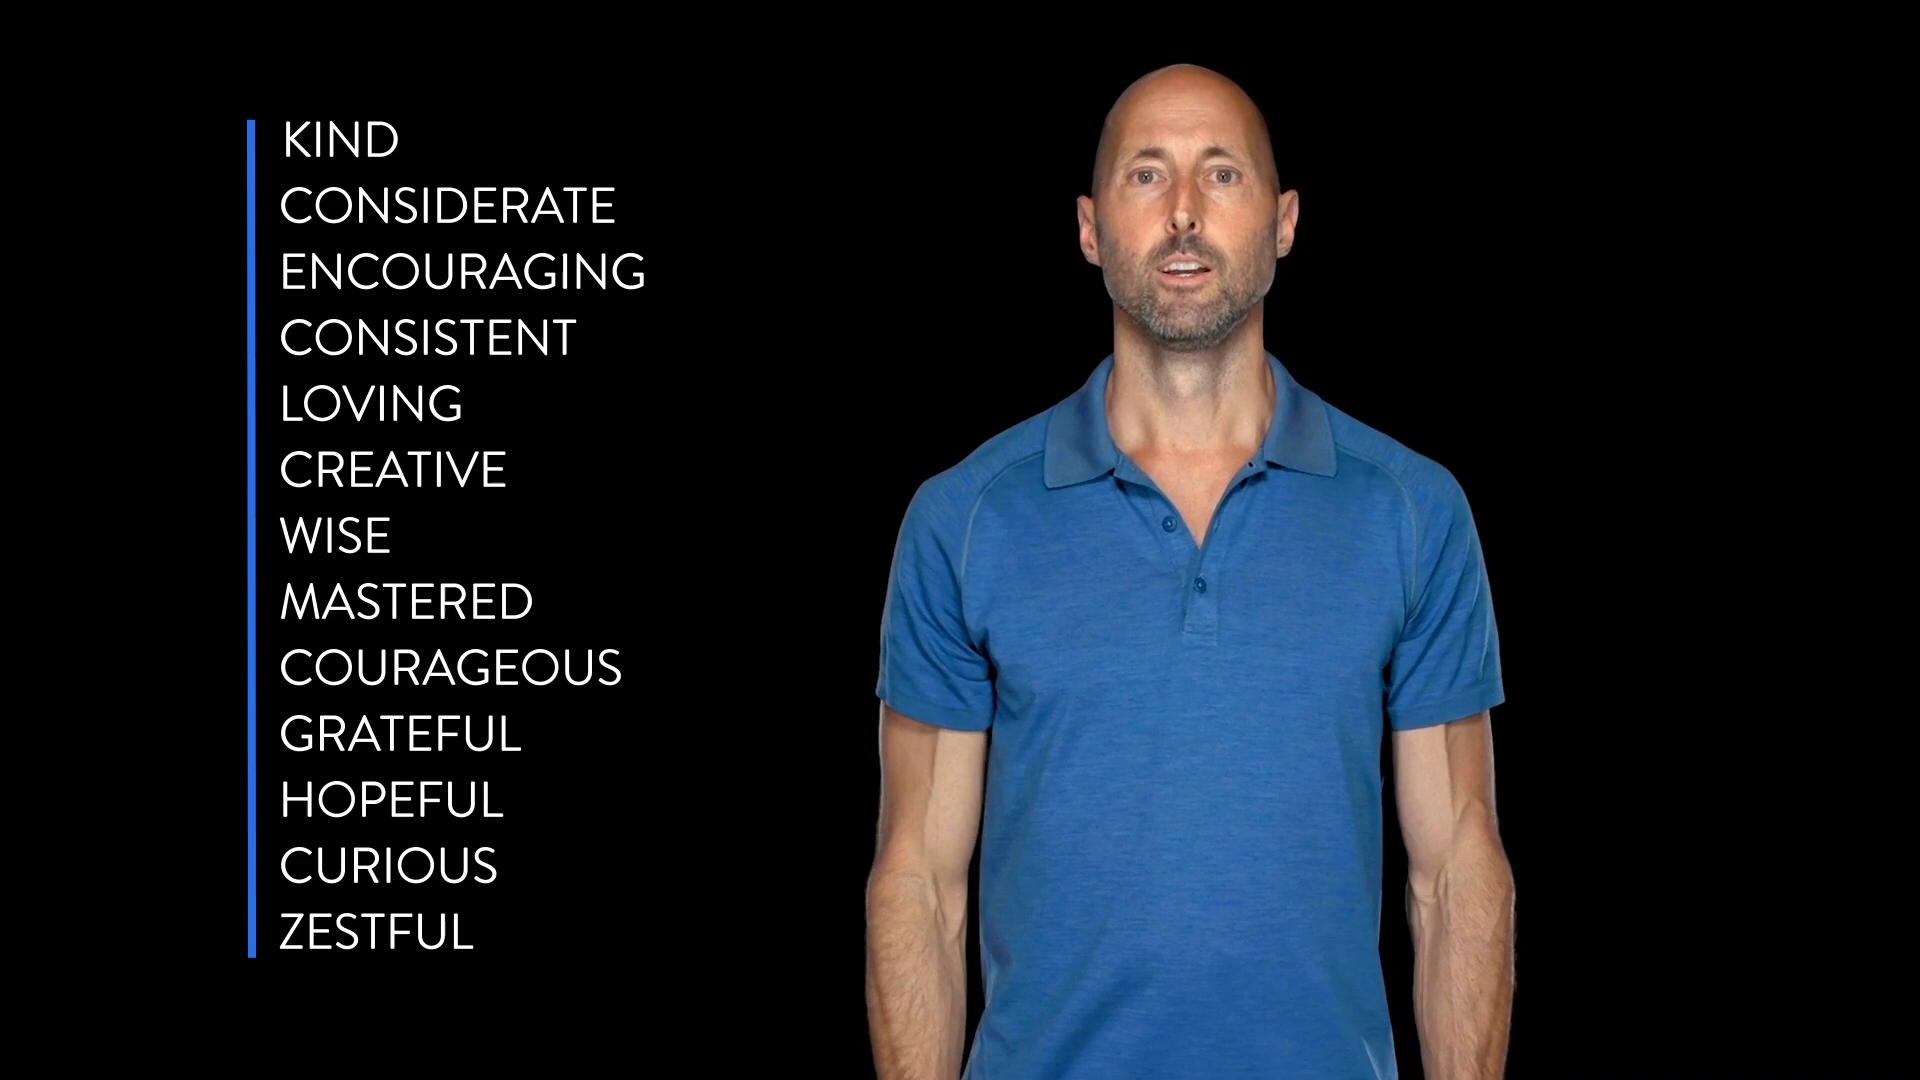 KIND
CONSIDERATE
ENCOURAGING
CONSISTENT
LOVING
CREATIVE
WISE
MASTERED
COURAGEOUS
GRATEFUL
HOPEFUL
CURIOUS
ZESTFUL